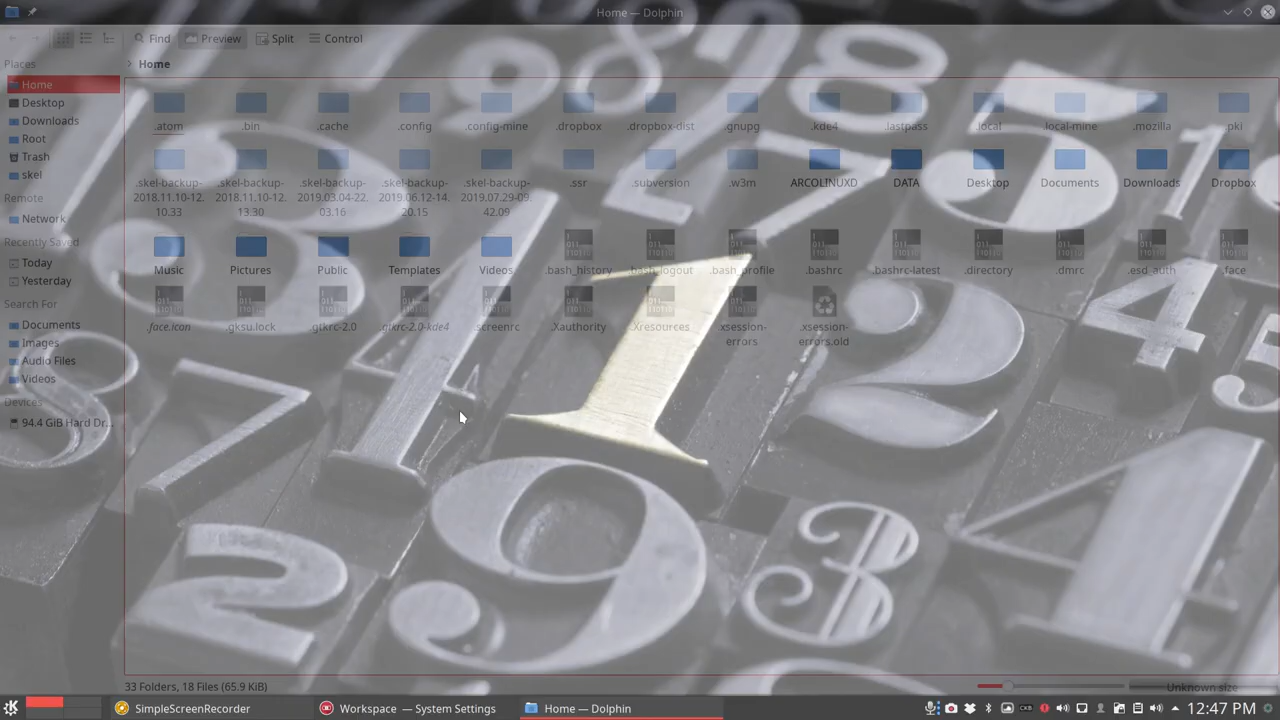 Home — Dolphin
Find Preview Split Control
Places
Home
Desktop
Downloads
Root
Trash
skel
Remote
Network
Recently Saved
Today
Yesterday
Search For
Documents
Images
Audio Files
Videos
Devices
94.4 GiB Hard Dr...
Home
.atom .bin .cache .config .config-mine .dropbox .dropbox-dist .gnupg .kde4 .lastpass .local .local-mine .mozilla .pki
.skel-backup-2018.11.10-12.10.33
.skel-backup-2018.11.10-12.13.30
.skel-backup-2019.03.04-22.03.16
.skel-backup-2019.06.12-14.20.15
.skel-backup-2019.07.29-09.42.09
.ssr .subversion .w3m ARCOLINUXD DATA Desktop Documents Downloads Dropbox
Music Pictures Public Templates Videos .bash_history .bash_logout .bash_profile .bashrc .bashrc-latest .directory .dmrc .esd_auth .face
.face.icon .gksu.lock .gtkrc-2.0 .gtkrc-2.0-kde4 .screenrc .Xauthority .Xresources .xsession-errors .xsession-errors.old
33 Folders, 18 Files (65.9 KiB)
Unknown size
SimpleScreenRecorder
Workspace — System Settings
Home — Dolphin
12:47 PM